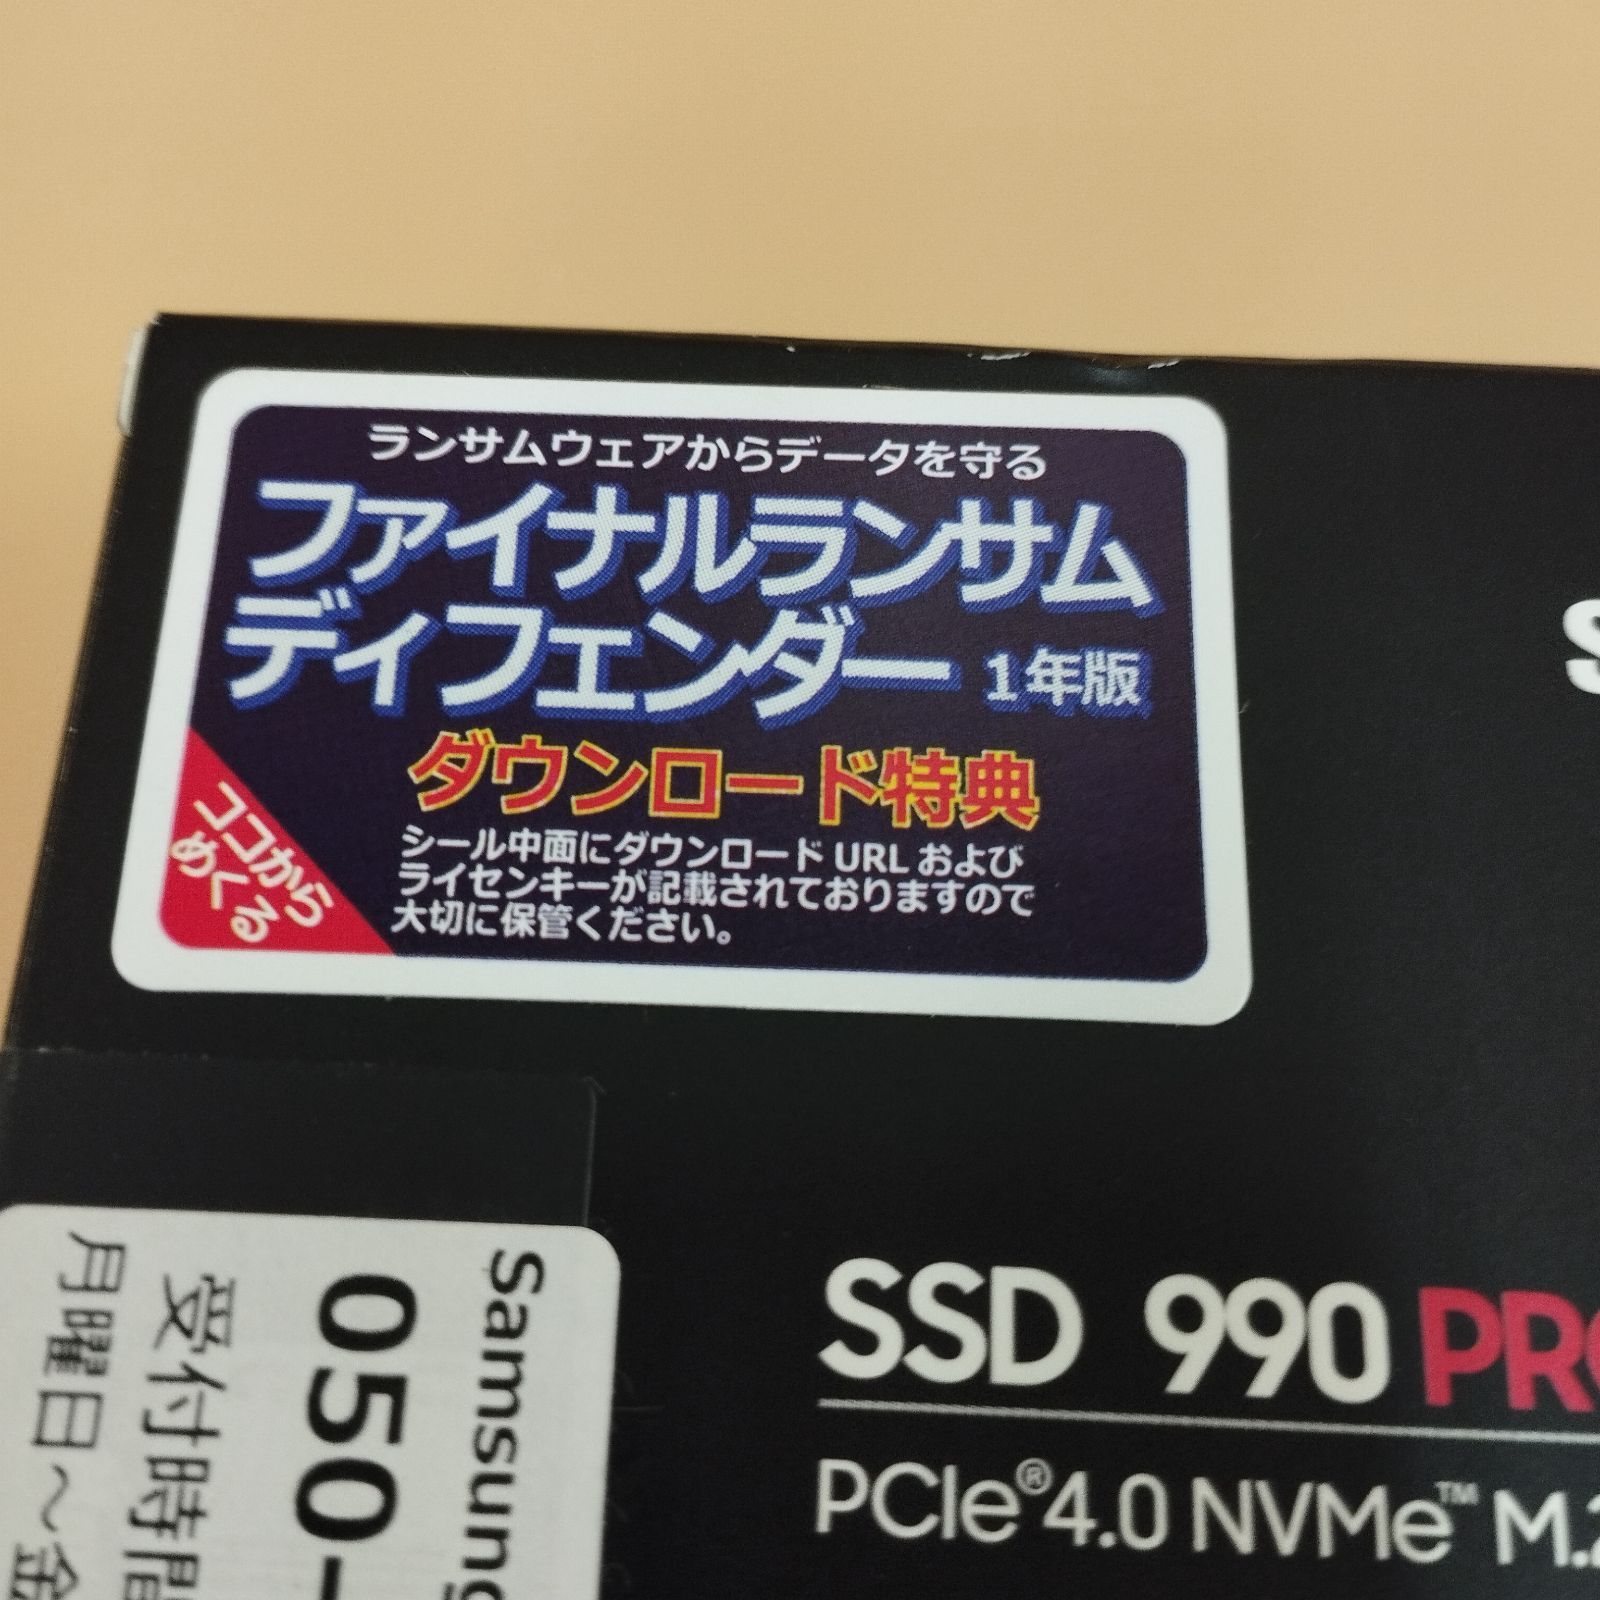 ランサムウェアからデータを守る
ファイナルランサム
ディフェンダー 1年版
ダウンロード特典
シール中面にダウンロード URL および
ライセンキーが記載されておりますので
大切に保管ください。
ココから
めくる
SSD 990 PRO
PCIe®4.0 NVMe™ M.2
Samsung
050-
受付時間
月曜日～金